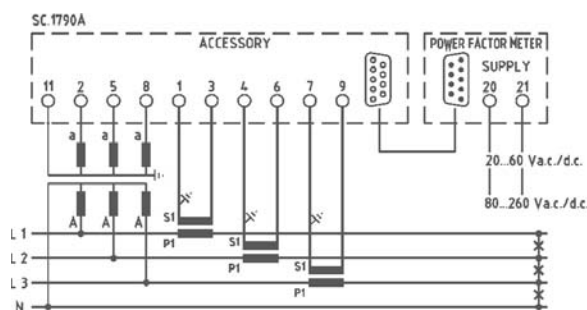 SC.1790A
ACCESSORY
POWER FACTOR METER
SUPPLY
11 2 5 8 1 3 4 6 7 9
20 21
a a a
20...60 Va.c./d.c.
A A A
S1
80...260 Va.c./d.c.
L 1
P1
S1
L 2
P1
S1
L 3
P1
N